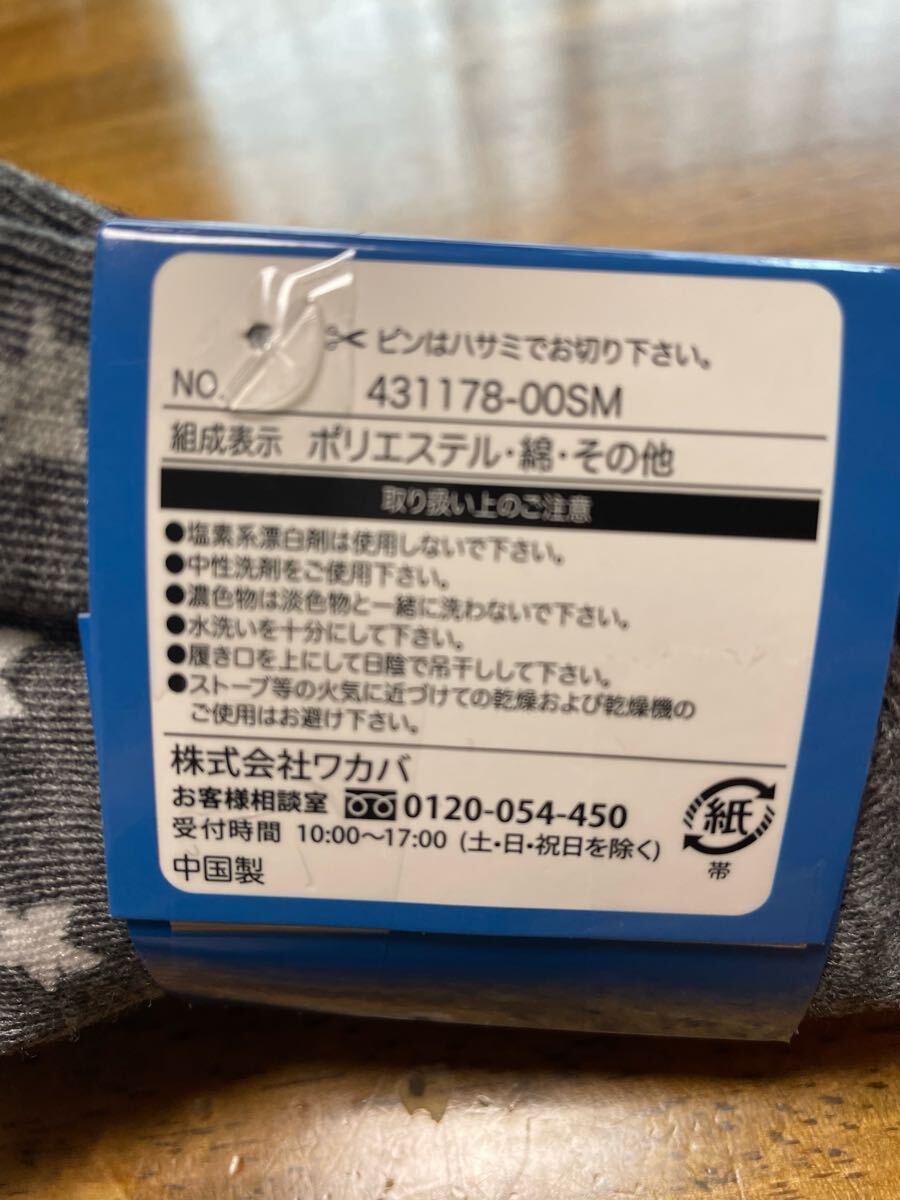 ピンはハサミでお切り下さい。
NO. 431178-00SM
組成表示 ポリエステル・綿・その他
取り扱い上のご注意
●塩素系漂白剤は使用しないで下さい。
●中性洗剤をご使用下さい。
●濃色物は淡色物と一緒に洗わないで下さい。
●水洗いを十分にして下さい。
●履き口を上にして日陰で吊干しして下さい。
●ストーブ等の火気に近づけての乾燥および乾燥機の
ご使用はお避け下さい。
株式会社ワカバ
お客様相談室 0120-054-450
受付時間 10:00～17:00 (土・日・祝日を除く)
中国製
紙
帯